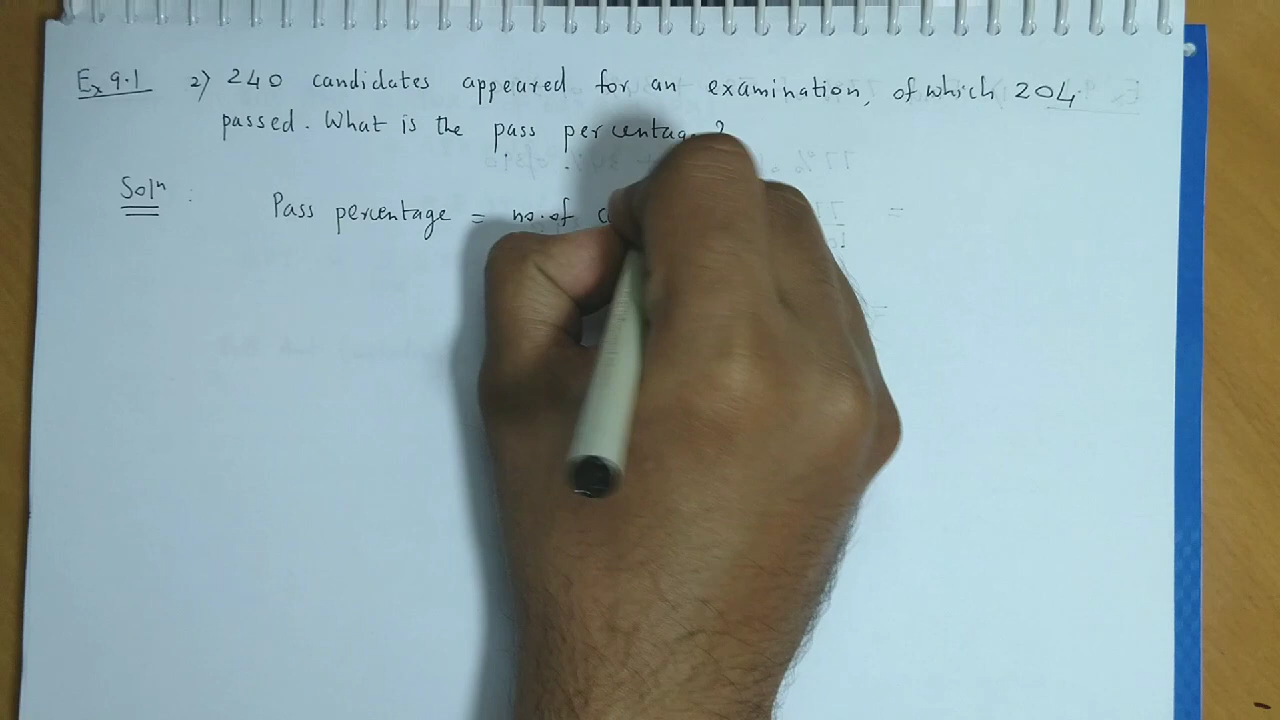 Ex 9.1 2) 240 candidates appeared for an examination, of which 204
passed. What is the pass percentage?
Soln :
Pass percentage = no. of